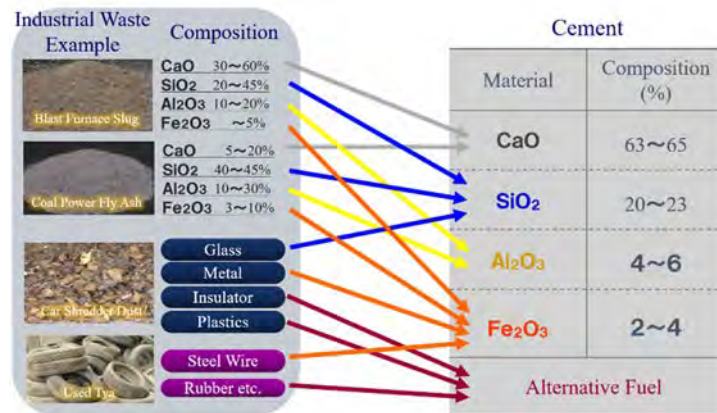 Industrial Waste
Example
Composition
Blast Furnace Slug
CaO 30～60%
SiO2 20～45%
Al2O3 10～20%
Fe2O3 ～5%
Coal Power Fly Ash
CaO 5～20%
SiO2 40～45%
Al2O3 10～30%
Fe2O3 3～10%
Car Shredder Dust
Glass
Metal
Insulator
Plastics
Used Tya
Steel Wire
Rubber etc.
Cement
Material
Composition
(%)
CaO 63～65
SiO2 20～23
Al2O3 4～6
Fe2O3 2～4
Alternative Fuel